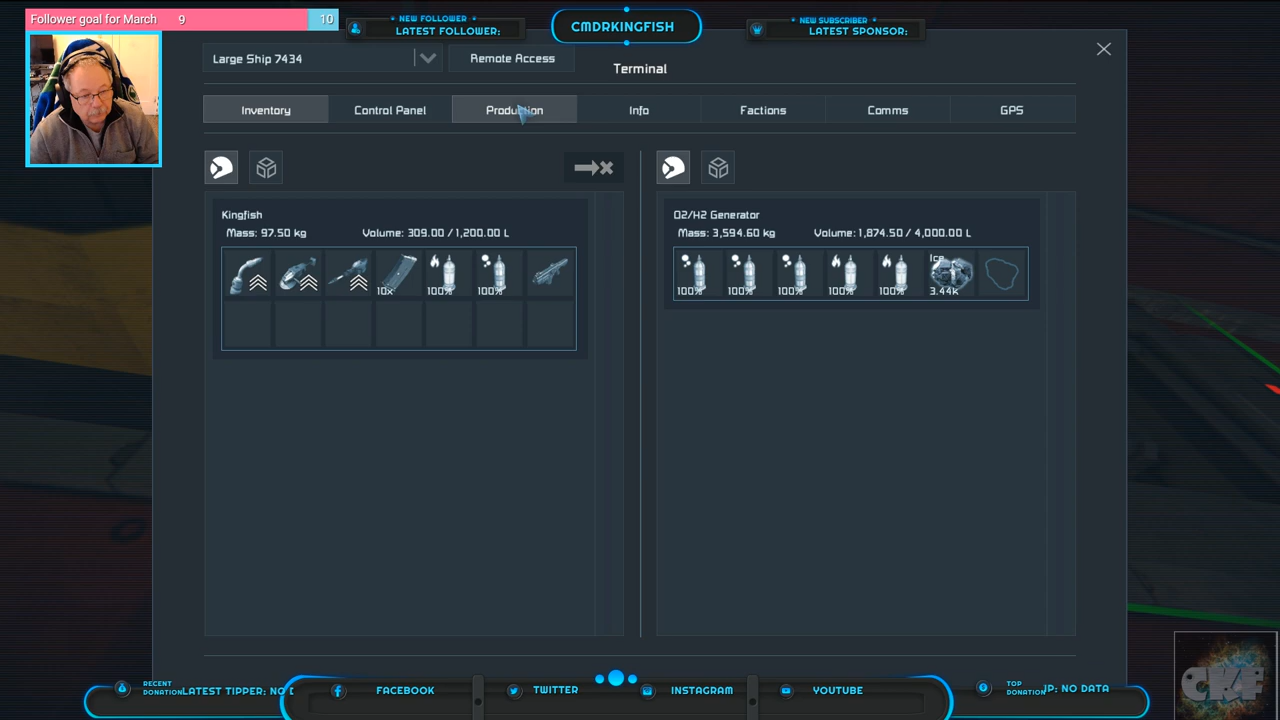 Follower goal for March 9 10
NEW FOLLOWER
LATEST FOLLOWER:
CMDRKINGFISH
NEW SUBSCRIBER
LATEST SPONSOR:
Large Ship 7434
Remote Access
Terminal
Inventory Control Panel Production Info Factions Comms GPS
Kingfish
Mass: 97.50 kg Volume: 309.00 / 1,200.00 L
10x 100% 100%
O2/H2 Generator
Mass: 3,594.60 kg Volume: 1,874.50 / 4,000.00 L
Ice
100% 100% 100% 100% 100% 3.44k
RECENT
DONATION
LATEST TIPPER: NO D
FACEBOOK
TWITTER
INSTAGRAM
YOUTUBE
TOP
DONATION
JP: NO DATA
CKF